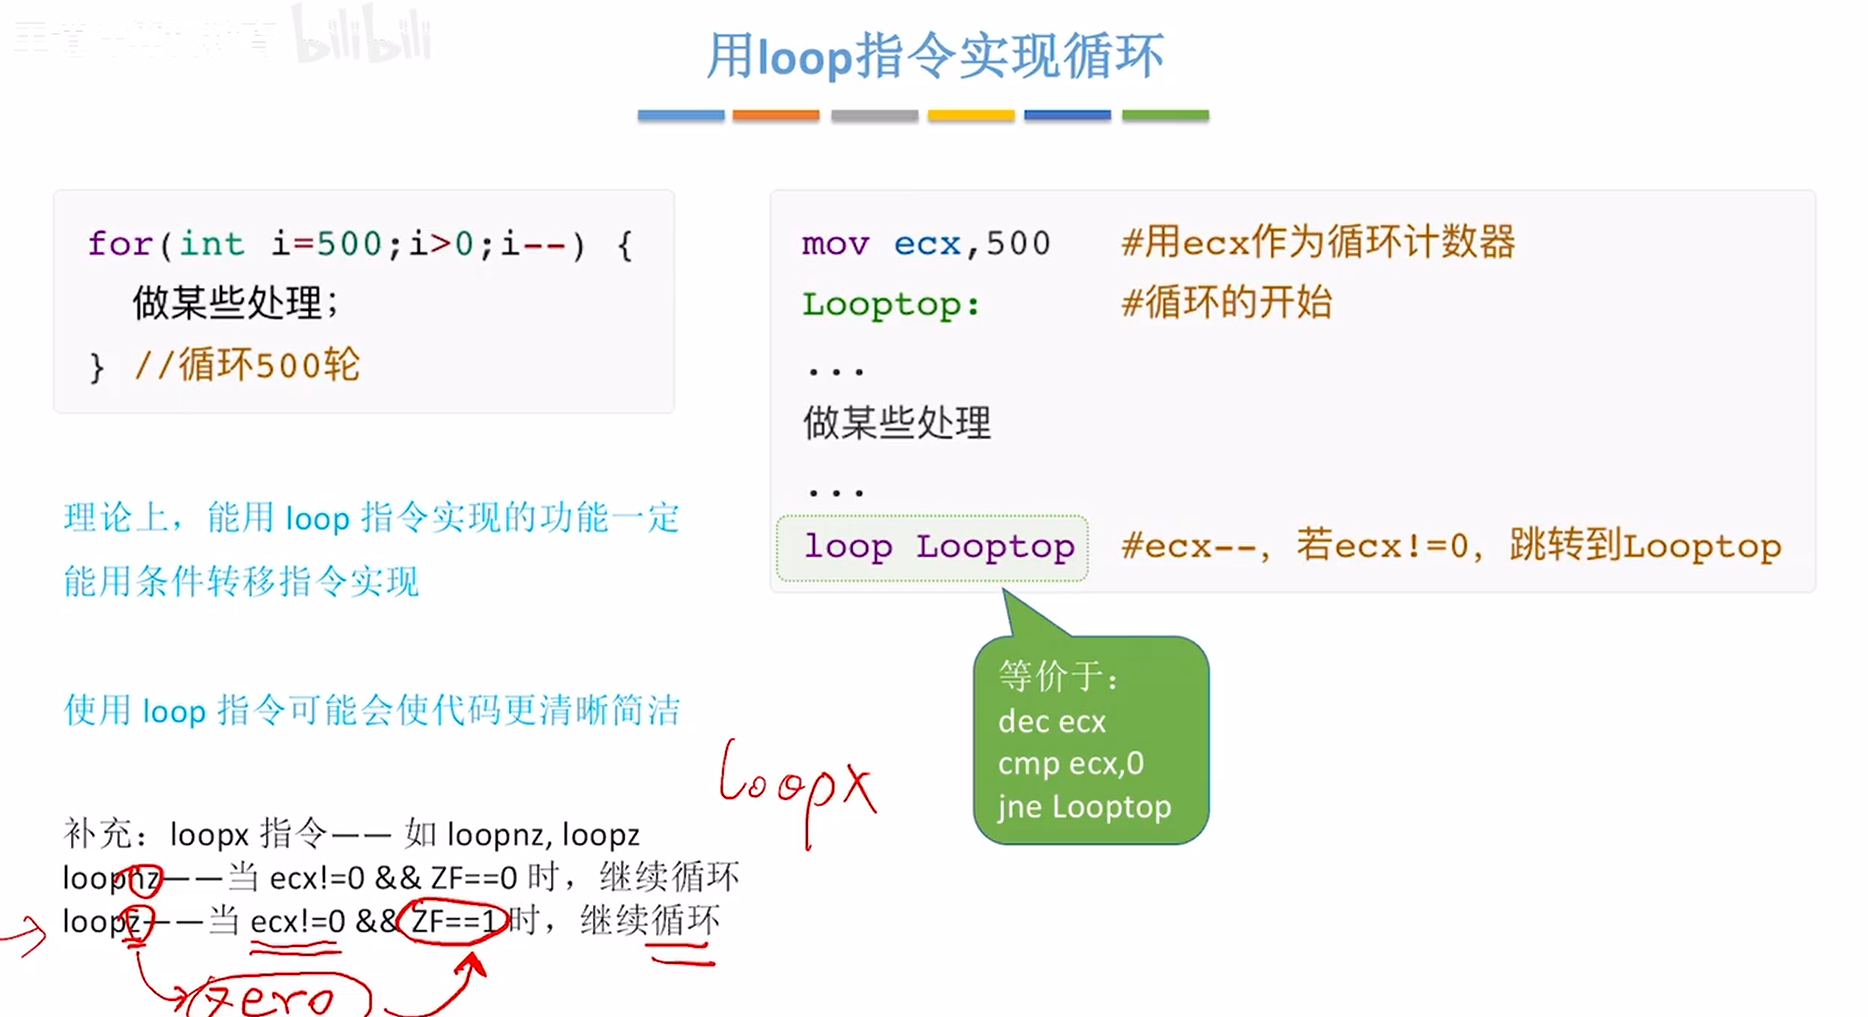 bilibili
用loop指令实现循环
for(int i=500;i>0;i--) {
做某些处理;
} //循环500轮
理论上，能用 loop 指令实现的功能一定
能用条件转移指令实现
使用 loop 指令可能会使代码更清晰简洁
补充：loopx 指令—— 如 loopnz, loopz
loopnz——当 ecx!=0 && ZF==0 时，继续循环
loopz——当 ecx!=0 && ZF==1 时，继续循环
zero
loopx
mov ecx,500 #用ecx作为循环计数器
Looptop: #循环的开始
...
做某些处理
...
loop Looptop #ecx--，若ecx!=0，跳转到Looptop
等价于：
dec ecx
cmp ecx,0
jne Looptop